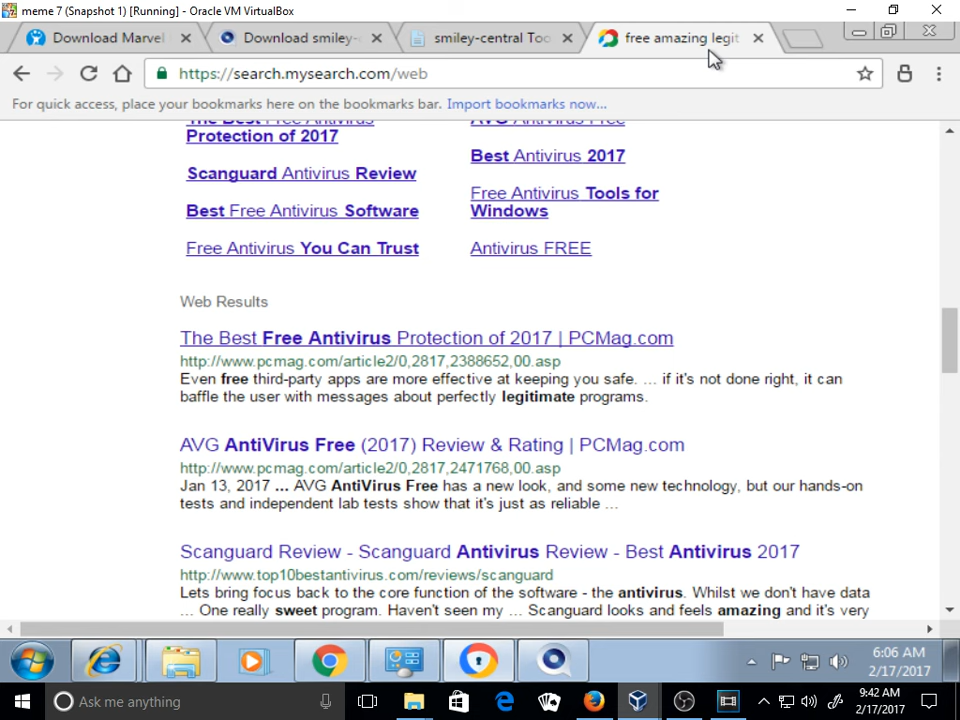 meme 7 (Snapshot 1) [Running] - Oracle VM VirtualBox
Download Marvel
Download smiley-
smiley-central Too
free amazing legit
https://search.mysearch.com/web
For quick access, place your bookmarks here on the bookmarks bar. Import bookmarks now...
The Best Free Antivirus
Protection of 2017
AVG Antivirus Free
Best Antivirus 2017
Scanguard Antivirus Review
Free Antivirus Tools for
Windows
Best Free Antivirus Software
Free Antivirus You Can Trust
Antivirus FREE
Web Results
The Best Free Antivirus Protection of 2017 | PCMag.com
http://www.pcmag.com/article2/0,2817,2388652,00.asp
Even free third-party apps are more effective at keeping you safe. ... if it's not done right, it can
baffle the user with messages about perfectly legitimate programs.
AVG AntiVirus Free (2017) Review & Rating | PCMag.com
http://www.pcmag.com/article2/0,2817,2471768,00.asp
Jan 13, 2017 ... AVG AntiVirus Free has a new look, and some new technology, but our hands-on
tests and independent lab tests show that it's just as reliable ...
Scanguard Review - Scanguard Antivirus Review - Best Antivirus 2017
http://www.top10bestantivirus.com/reviews/scanguard
Lets bring focus back to the core function of the software - the antivirus. Whilst we don't have data
... One really sweet program. Haven't seen my ... Scanguard looks and feels amazing and it's very
6:06 AM
2/17/2017
Ask me anything
9:42 AM
2/17/2017